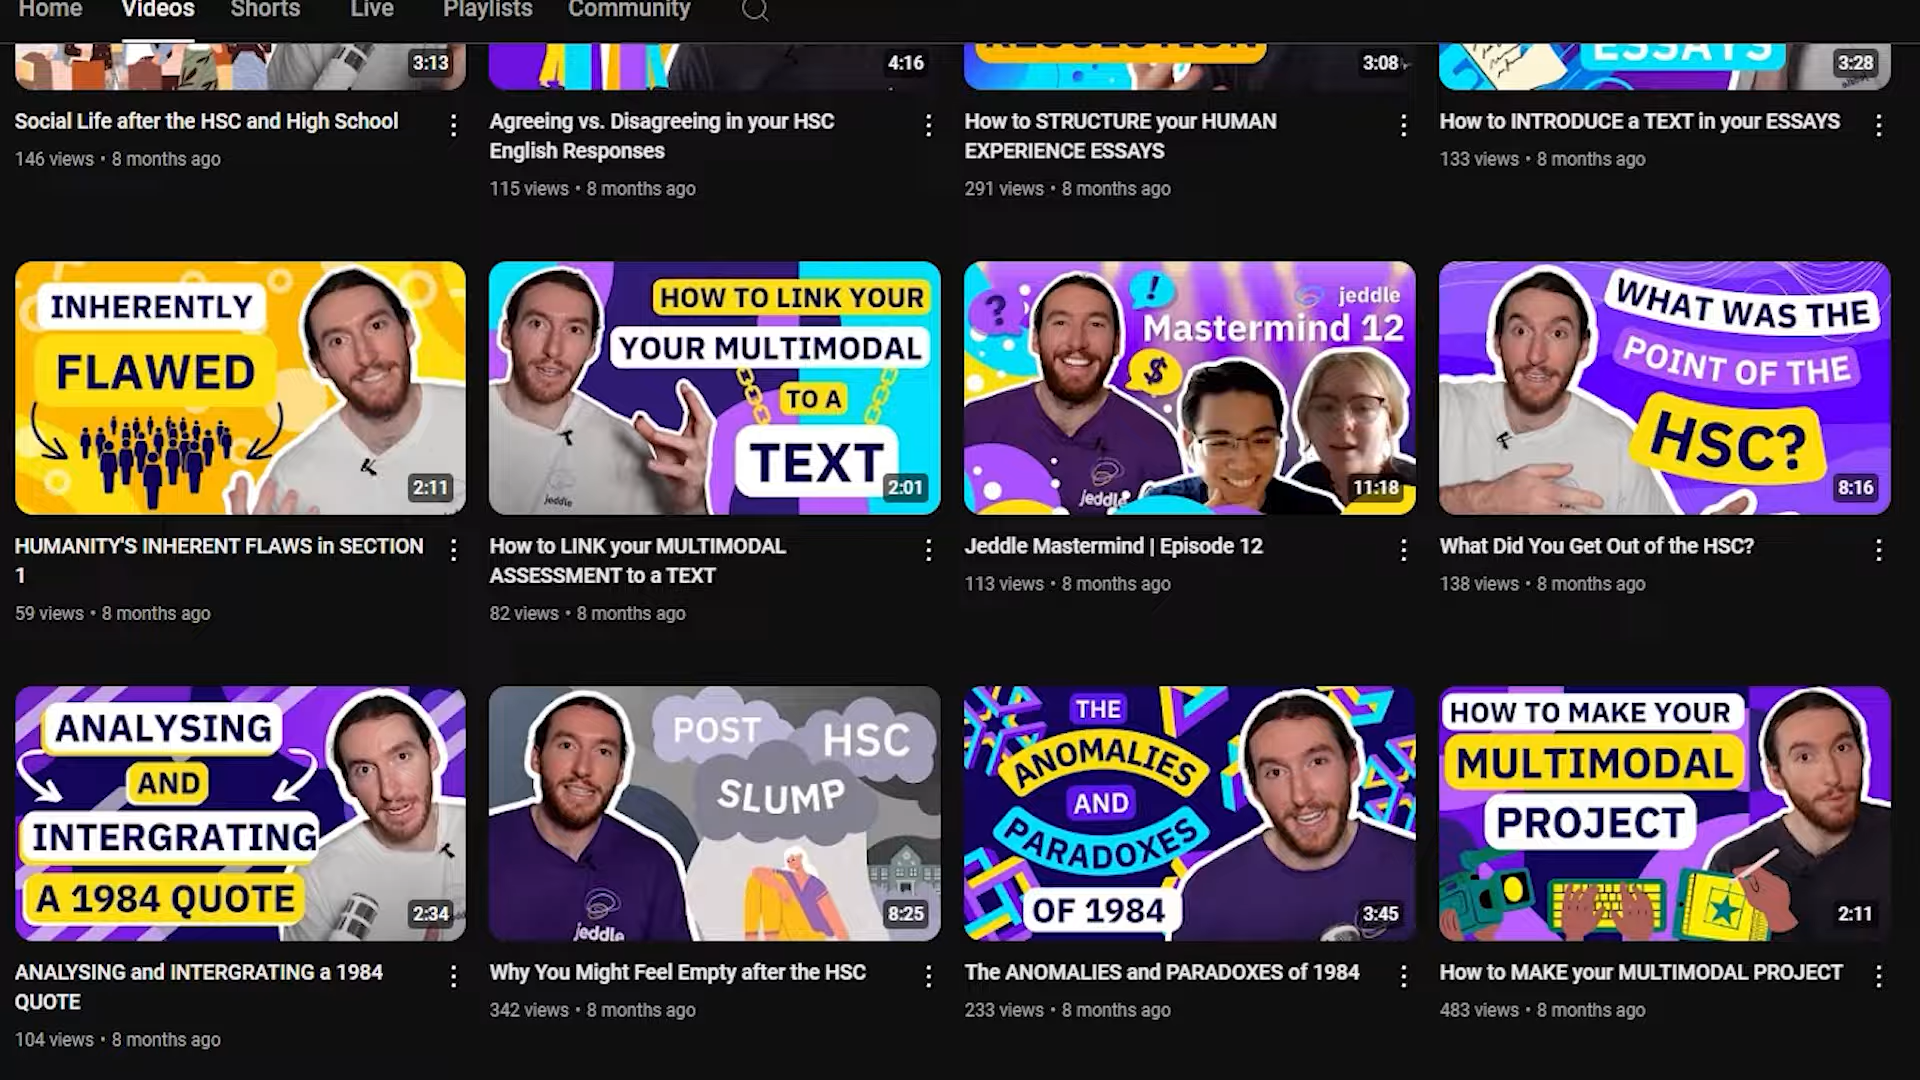 Home Videos Shorts Live Playlists Community
3:13
4:16
3:08
ESSAYS
3:28
Social Life after the HSC and High School
146 views • 8 months ago
Agreeing vs. Disagreeing in your HSC
English Responses
115 views • 8 months ago
How to STRUCTURE your HUMAN
EXPERIENCE ESSAYS
291 views • 8 months ago
How to INTRODUCE a TEXT in your ESSAYS
133 views • 8 months ago
INHERENTLY
FLAWED
2:11
HOW TO LINK YOUR
YOUR MULTIMODAL
TO A
TEXT
jeddle
2:01
jeddle
Mastermind 12
jeddle
11:18
WHAT WAS THE
POINT OF THE
HSC?
8:16
HUMANITY'S INHERENT FLAWS in SECTION
1
59 views • 8 months ago
How to LINK your MULTIMODAL
ASSESSMENT to a TEXT
82 views • 8 months ago
Jeddle Mastermind | Episode 12
113 views • 8 months ago
What Did You Get Out of the HSC?
138 views • 8 months ago
ANALYSING
AND
INTERGRATING
A 1984 QUOTE
2:34
POST HSC
SLUMP
jeddle
8:25
THE
ANOMALIES
AND
PARADOXES
OF 1984
3:45
HOW TO MAKE YOUR
MULTIMODAL
PROJECT
2:11
ANALYSING and INTERGRATING a 1984
QUOTE
104 views • 8 months ago
Why You Might Feel Empty after the HSC
342 views • 8 months ago
The ANOMALIES and PARADOXES of 1984
233 views • 8 months ago
How to MAKE your MULTIMODAL PROJECT
483 views • 8 months ago